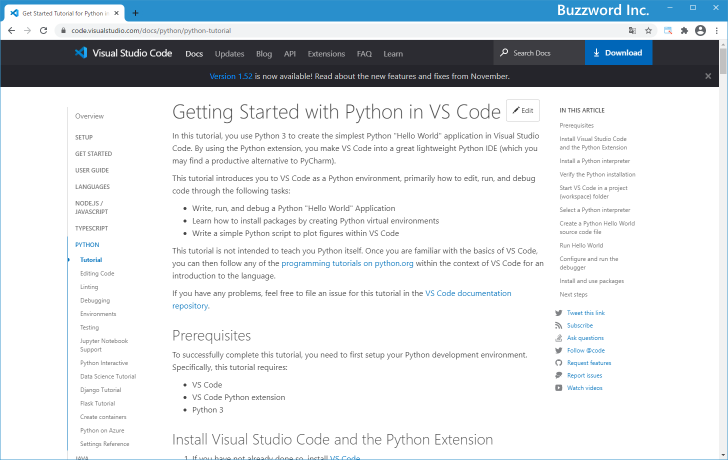 Buzzword Inc.
Get Started Tutorial for Python in
code.visualstudio.com/docs/python/python-tutorial
Visual Studio Code Docs Updates Blog API Extensions FAQ Learn Search Docs Download
Version 1.52 is now available! Read about the new features and fixes from November.
Overview
SETUP
GET STARTED
USER GUIDE
LANGUAGES
NODE.JS /
JAVASCRIPT
TYPESCRIPT
PYTHON
Tutorial
Editing Code
Linting
Debugging
Environments
Testing
Jupyter Notebook
Support
Python Interactive
Data Science Tutorial
Django Tutorial
Flask Tutorial
Create containers
Python on Azure
Settings Reference
JAVA
Getting Started with Python in VS Code
Edit
In this tutorial, you use Python 3 to create the simplest Python "Hello World" application in Visual Studio
Code. By using the Python extension, you make VS Code into a great lightweight Python IDE (which you
may find a productive alternative to PyCharm).
This tutorial introduces you to VS Code as a Python environment, primarily how to edit, run, and debug
code through the following tasks:
• Write, run, and debug a Python "Hello World" Application
• Learn how to install packages by creating Python virtual environments
• Write a simple Python script to plot figures within VS Code
This tutorial is not intended to teach you Python itself. Once you are familiar with the basics of VS Code,
you can then follow any of the programming tutorials on python.org within the context of VS Code for an
introduction to the language.
If you have any problems, feel free to file an issue for this tutorial in the VS Code documentation
repository.
Prerequisites
To successfully complete this tutorial, you need to first setup your Python development environment.
Specifically, this tutorial requires:
• VS Code
• VS Code Python extension
• Python 3
Install Visual Studio Code and the Python Extension
1. If you have not already done so, install VS Code.
IN THIS ARTICLE
Prerequisites
Install Visual Studio Code
and the Python Extension
Install a Python interpreter
Verify the Python installation
Start VS Code in a project
(workspace) folder
Select a Python interpreter
Create a Python Hello World
source code file
Run Hello World
Configure and run the
debugger
Install and use packages
Next steps
Tweet this link
Subscribe
Ask questions
Follow @code
Request features
Report issues
Watch videos